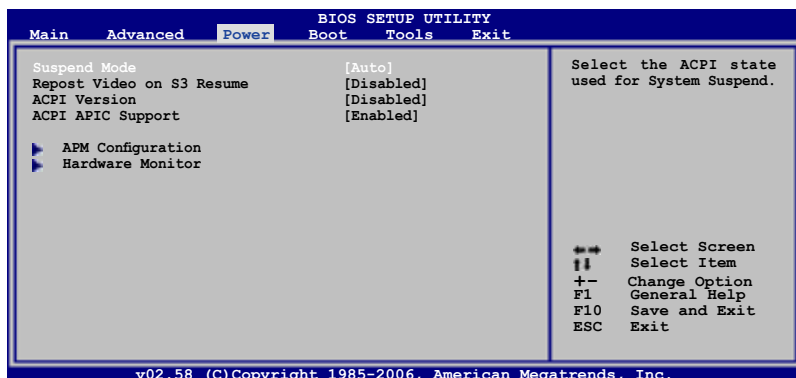 BIOS SETUP UTILITY
Main Advanced Power Boot Tools Exit
Suspend Mode [Auto]
Repost Video on S3 Resume [Disabled]
ACPI Version [Disabled]
ACPI APIC Support [Enabled]
APM Configuration
Hardware Monitor
Select the ACPI state
used for System Suspend.
Select Screen
Select Item
+- Change Option
F1 General Help
F10 Save and Exit
ESC Exit
v02.58 (C)Copyright 1985-2006, American Megatrends, Inc.